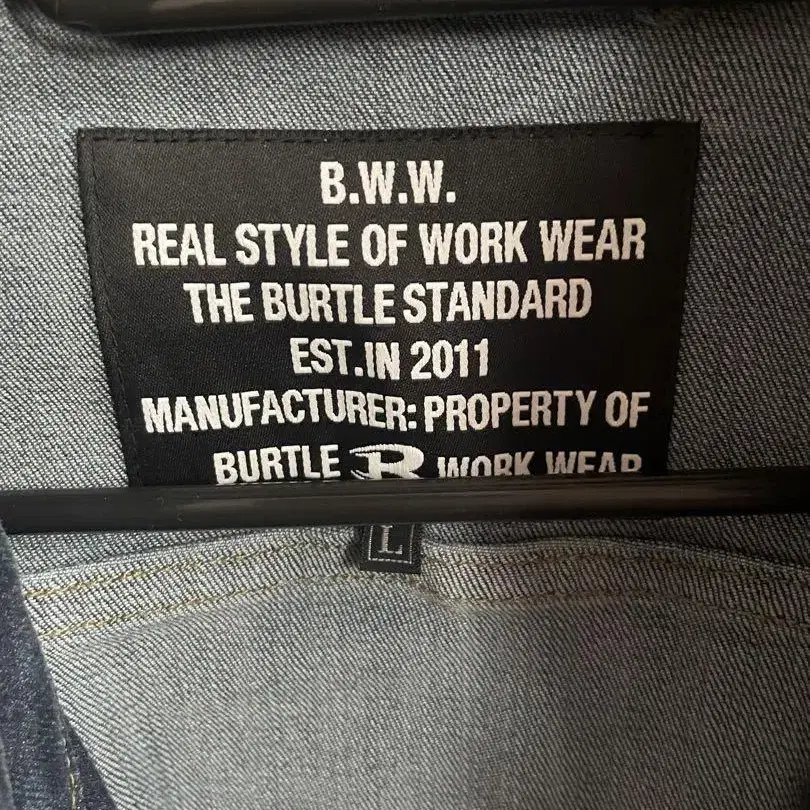 B.W.W.
REAL STYLE OF WORK WEAR
THE BURTLE STANDARD
EST.IN 2011
MANUFACTURER: PROPERTY OF
BURTLE WORK WEAR
L